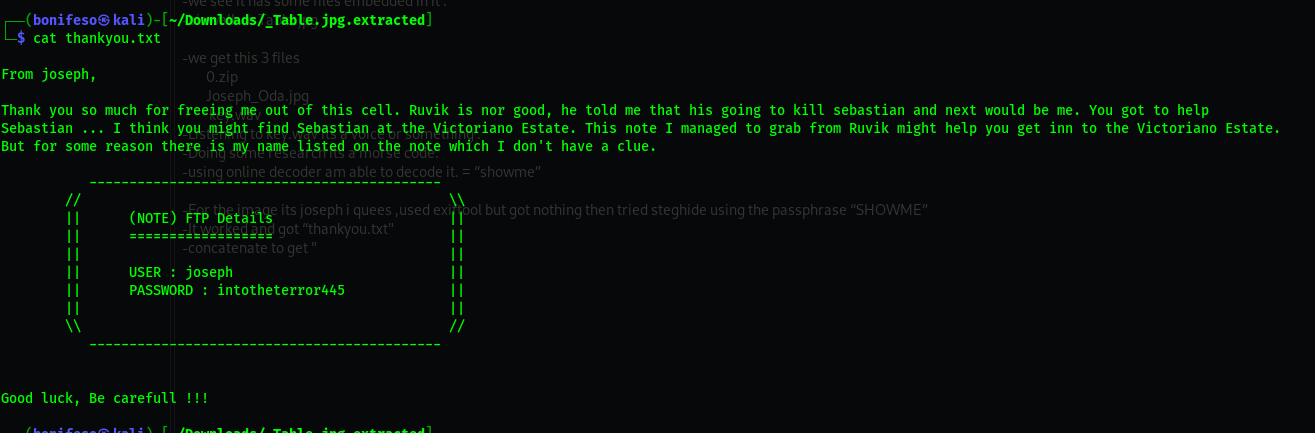 -we see it has some files embedded in it .
┌──(bonifeso㉿kali)-[~/Downloads/_Table.jpg.extracted]
└─$ cat thankyou.txt
-we get this 3 files
0.zip
From joseph,
Joseph_Oda.jpg
key.wav
Thank you so much for freeing me out of this cell. Ruvik is nor good, he told me that his going to kill sebastian and next would be me. You got to help
Sebastian ... I think you might find Sebastian at the Victoriano Estate. This note I managed to grab from Ruvik might help you get inn to the Victoriano Estate.
-Listening to key.wav its a voice or something
But for some reason there is my name listed on the note which I don't have a clue.
-Doing some research its a morse code.
-using online decoder am able to decode it. = “showme”
--------------------------------------------
// \\
|| (NOTE) FTP Details ||
-For the image its joseph i quees ,used exiftool but got nothing then tried steghide using the passphrase “SHOWME”
|| ================== ||
-It worked and got “thankyou.txt"
|| ||
-concatenate to get "
|| USER : joseph ||
|| PASSWORD : intotheterror445 ||
|| ||
\\ //
--------------------------------------------
Good luck, Be carefull !!!
(bonifeso㉿kali)-[~/Downloads/_Table.jpg.extracted]